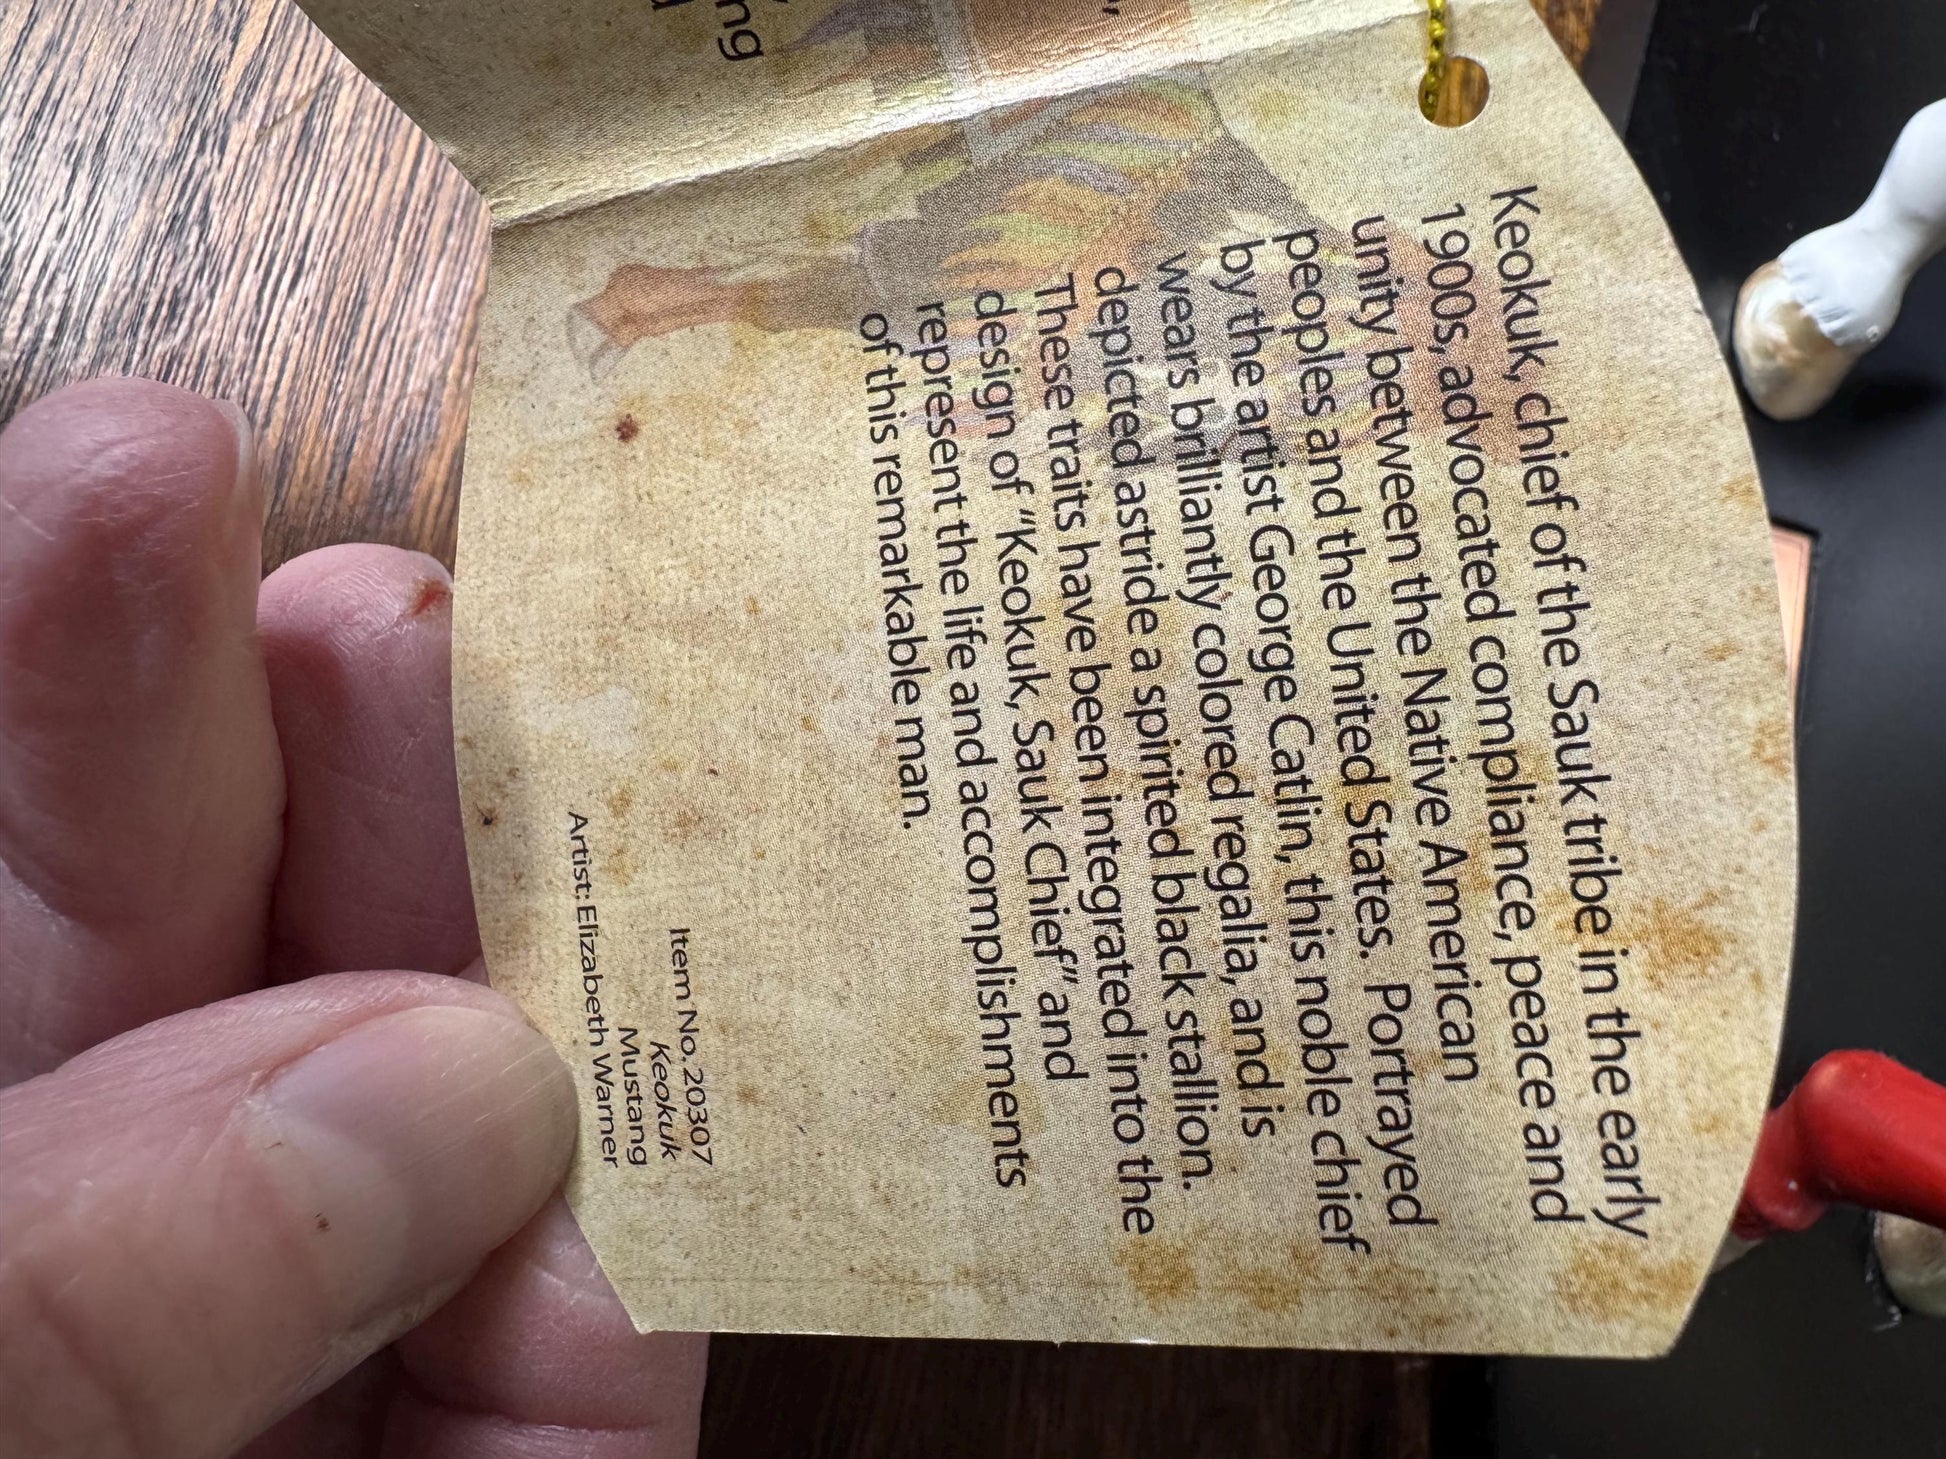 ng
Keokuk, chief of the Sauk tribe in the early
1900s, advocated compliance, peace and
unity between the Native American
peoples and the United States.  Portrayed
by the artist George Catlin, this noble chief
wears brilliantly colored regalia, and is
depicted astride a spirited black stallion.
These traits have been integrated into the
design of "Keokuk, Sauk Chief" and
represent the life and accomplishments
of this remarkable man.
Item No. 20307
Keokuk
Mustang
Artist: Elizabeth Warner